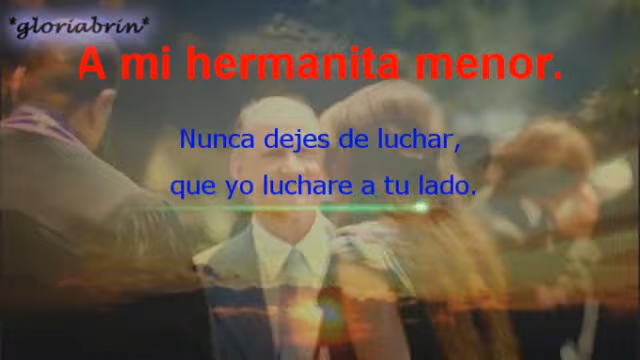 *gloriabrin*
A mi hermanita menor.
Nunca dejes de luchar,
que yo luchare a tu lado.